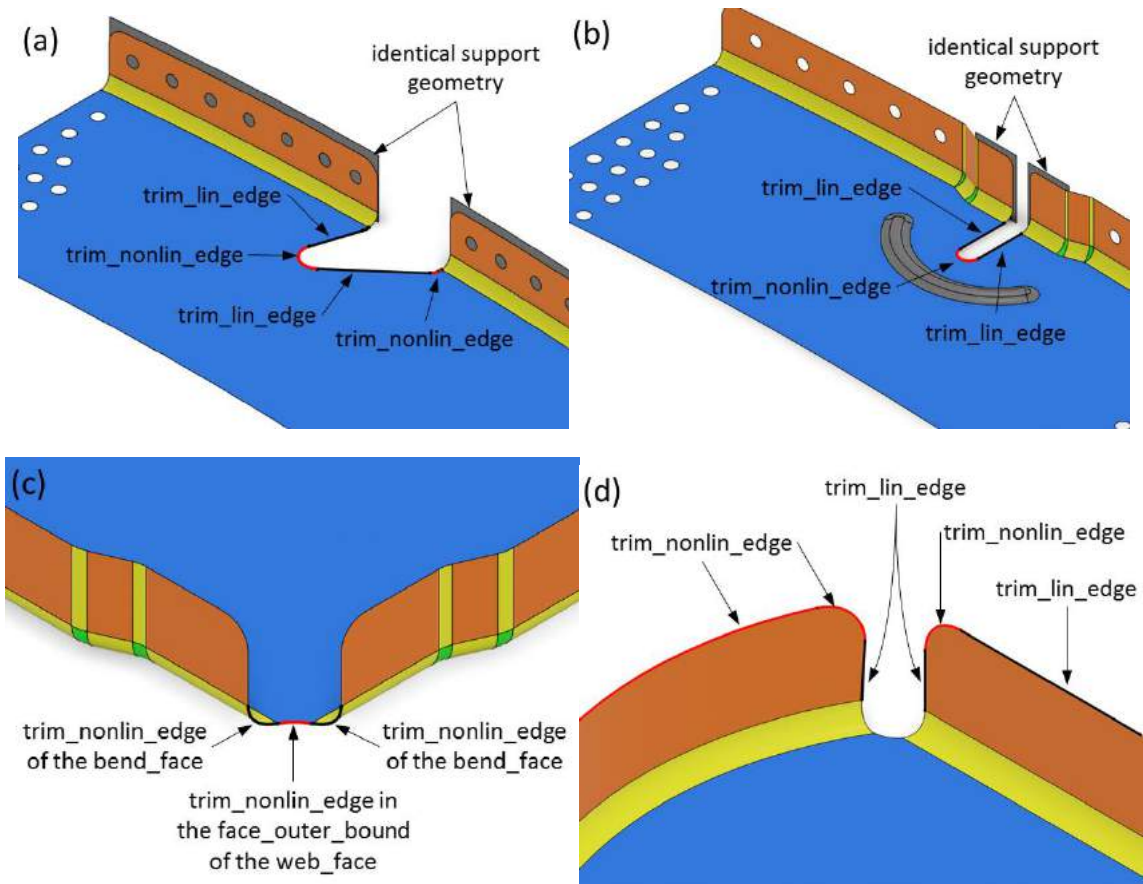 (a)
identical support
geometry
trim_lin_edge
trim_nonlin_edge
trim_lin_edge
trim_nonlin_edge
(b)
identical support
geometry
trim_lin_edge
trim_nonlin_edge
trim_lin_edge
(c)
trim_nonlin_edge
of the bend_face
trim_nonlin_edge
of the bend_face
trim_nonlin_edge in
the face_outer_bound
of the web_face
(d)
trim_lin_edge
trim_nonlin_edge
trim_nonlin_edge
trim_lin_edge